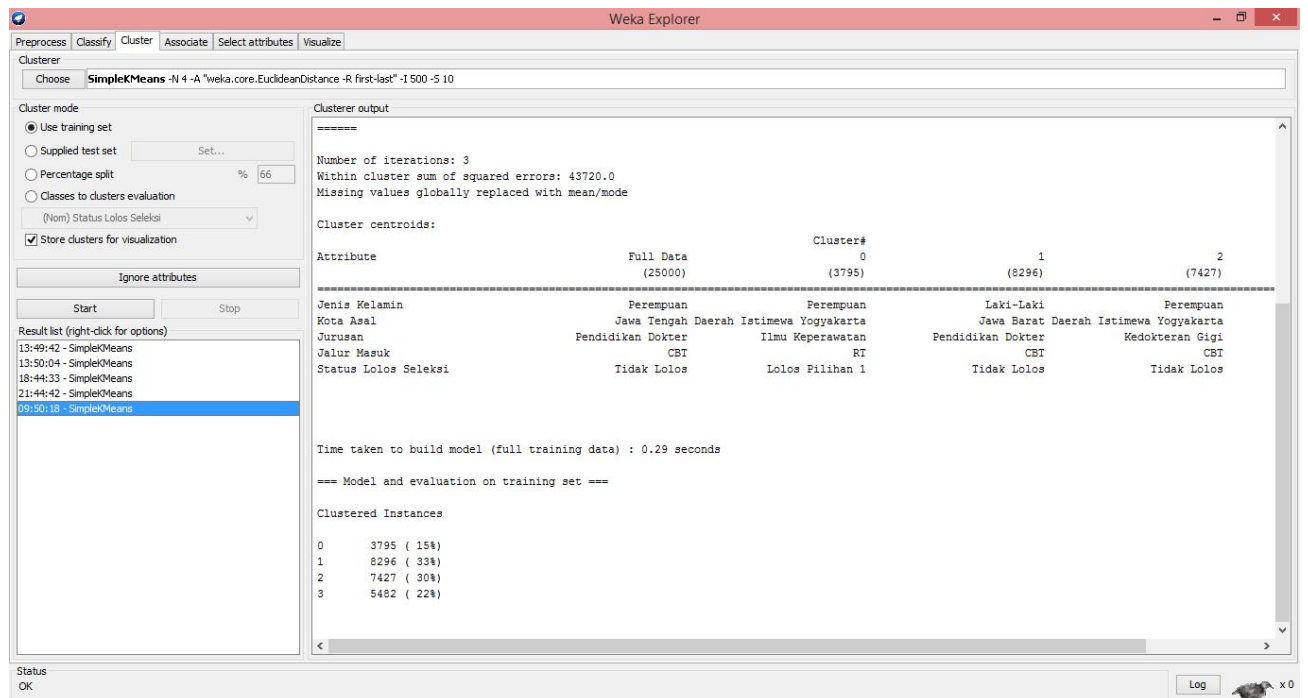 Weka Explorer
Preprocess Classify Cluster Associate Select attributes Visualize
Clusterer
Choose SimpleKMeans -N 4 -A "weka.core.EuclideanDistance -R first-last" -I 500 -S 10
Cluster mode
Use training set
Supplied test set Set...
Percentage split % 66
Classes to clusters evaluation
(Nom) Status Lolos Seleksi
Store clusters for visualization
Ignore attributes
Start Stop
Result list (right-click for options)
13:49:42 - SimpleKMeans
13:50:04 - SimpleKMeans
18:44:33 - SimpleKMeans
21:44:42 - SimpleKMeans
09:50:18 - SimpleKMeans
Clusterer output
======
Number of iterations: 3
Within cluster sum of squared errors: 43720.0
Missing values globally replaced with mean/mode
Cluster centroids:
Cluster#
Attribute Full Data 0 1 2
(25000) (3795) (8296) (7427)
Jenis Kelamin Perempuan Perempuan Laki-Laki Perempuan
Kota Asal Jawa Tengah Daerah Istimewa Yogyakarta Jawa Barat Daerah Istimewa Yogyakarta
Jurusan Pendidikan Dokter Ilmu Keperawatan Pendidikan Dokter Kedokteran Gigi
Jalur Masuk CBT RT CBT CBT
Status Lolos Seleksi Tidak Lolos Lolos Pilihan 1 Tidak Lolos Tidak Lolos
Time taken to build model (full training data) : 0.29 seconds
=== Model and evaluation on training set ===
Clustered Instances
0 3795 ( 15%)
1 8296 ( 33%)
2 7427 ( 30%)
3 5482 ( 22%)
Status
OK
Log x 0